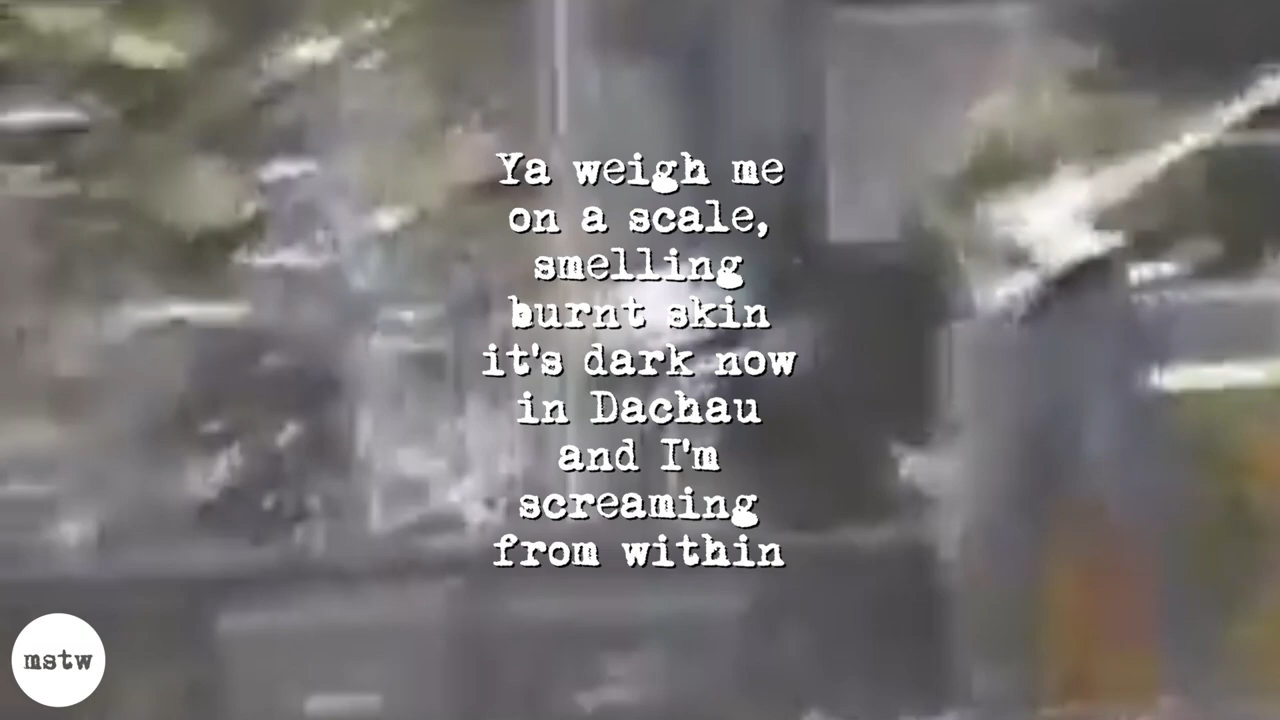 Ya weigh me
on a scale,
smelling
burnt skin
it's dark now
in Dachau
and I'm
screaming
from within
mstw